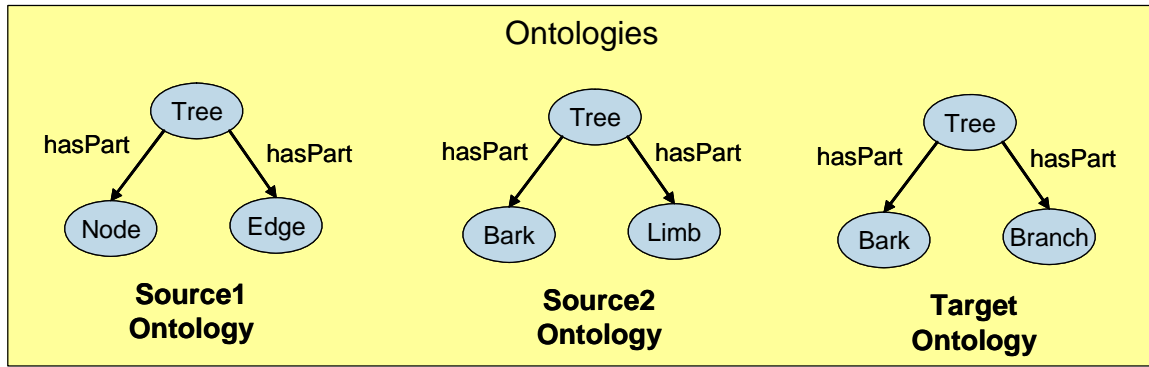 Ontologies
Tree
hasPart
hasPart
Node
Edge
Source1
Ontology
Tree
hasPart
hasPart
Bark
Limb
Source2
Ontology
Tree
hasPart
hasPart
Bark
Branch
Target
Ontology